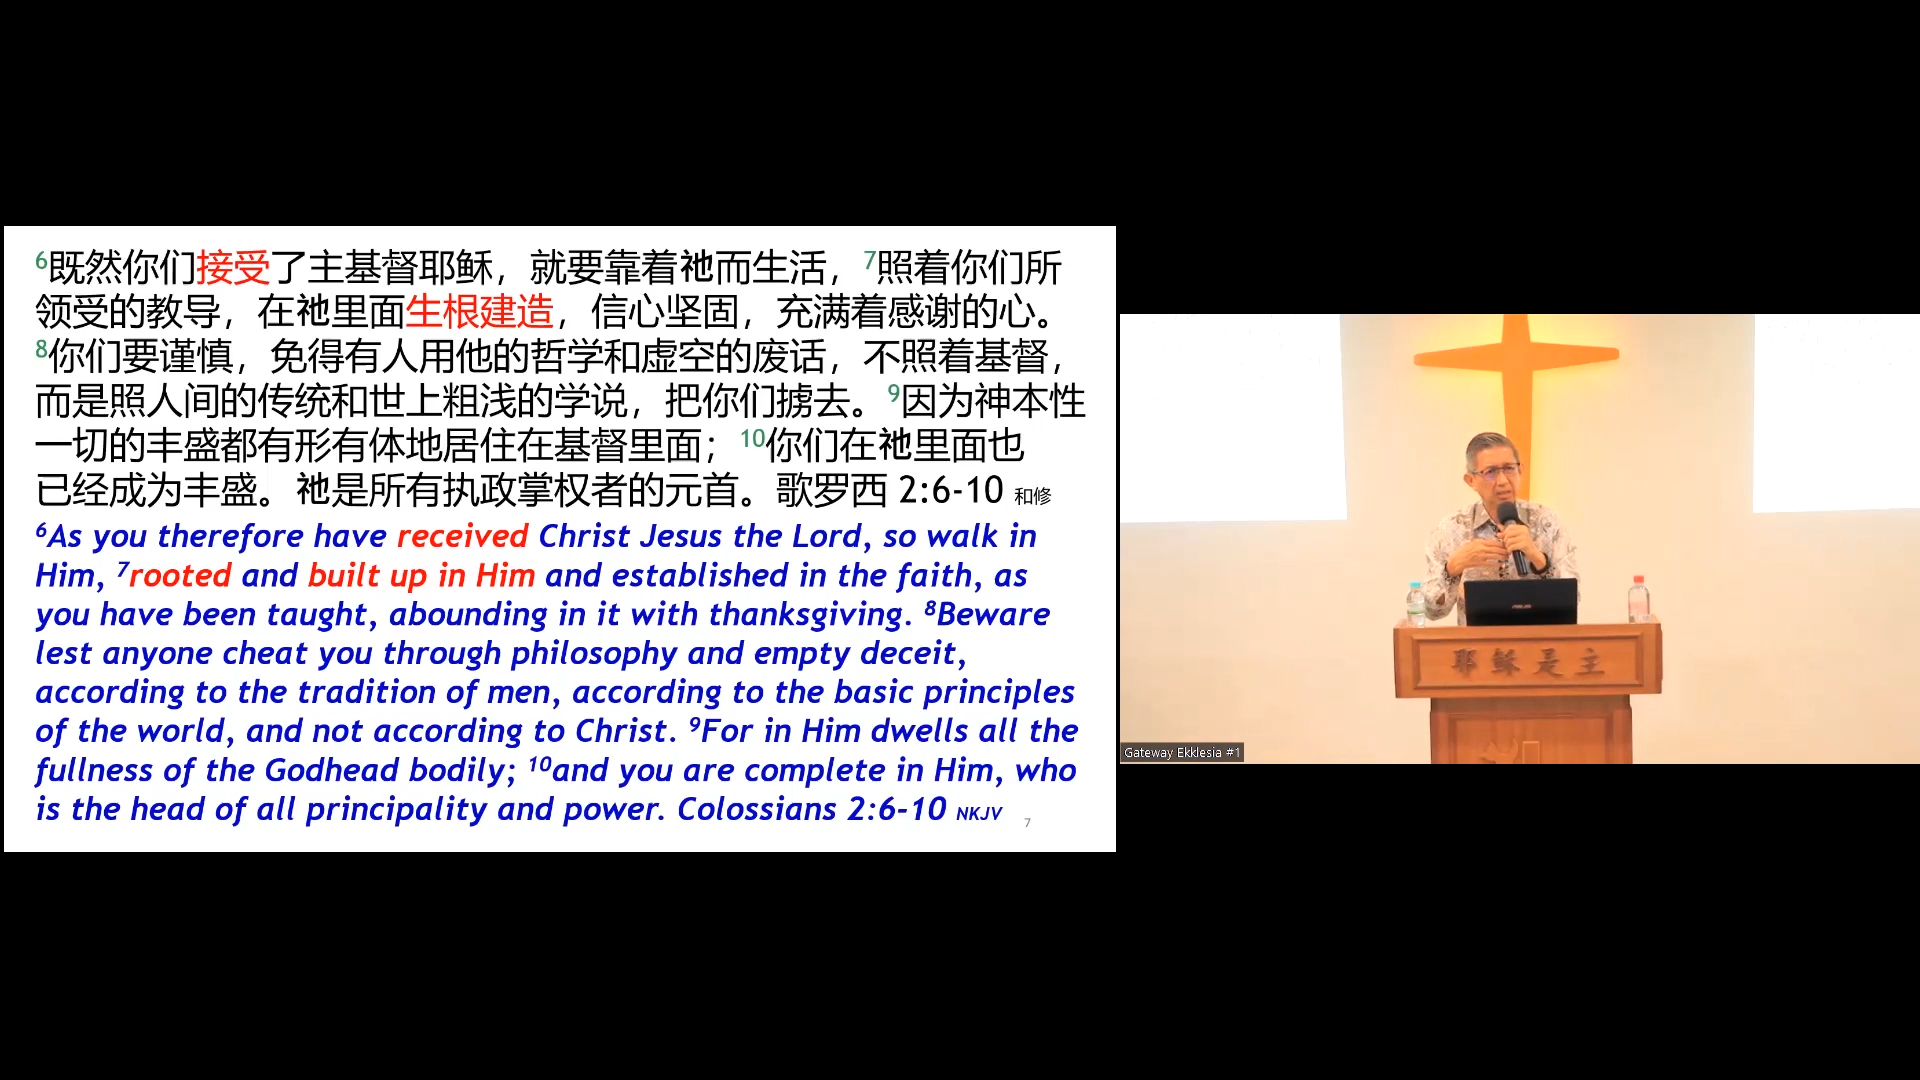 ⁶既然你们接受了主基督耶稣，就要靠着祂而生活，⁷照着你们所
领受的教导，在祂里面生根建造，信心坚固，充满着感谢的心。
⁸你们要谨慎，免得有人用他的哲学和虚空的废话，不照着基督，
而是照人间的传统和世上粗浅的学说，把你们掳去。⁹因为神本性
一切的丰盛都有形有体地居住在基督里面；¹⁰你们在祂里面也
已经成为丰盛。祂是所有执政掌权者的元首。歌罗西 2:6-10 和修
⁶As you therefore have received Christ Jesus the Lord, so walk in
Him, ⁷rooted and built up in Him and established in the faith, as
you have been taught, abounding in it with thanksgiving. ⁸Beware
lest anyone cheat you through philosophy and empty deceit,
according to the tradition of men, according to the basic principles
of the world, and not according to Christ. ⁹For in Him dwells all the
fullness of the Godhead bodily; ¹⁰and you are complete in Him, who
is the head of all principality and power. Colossians 2:6-10 NKJV
7
ASUS
耶稣是主
Gateway Ekklesia #1